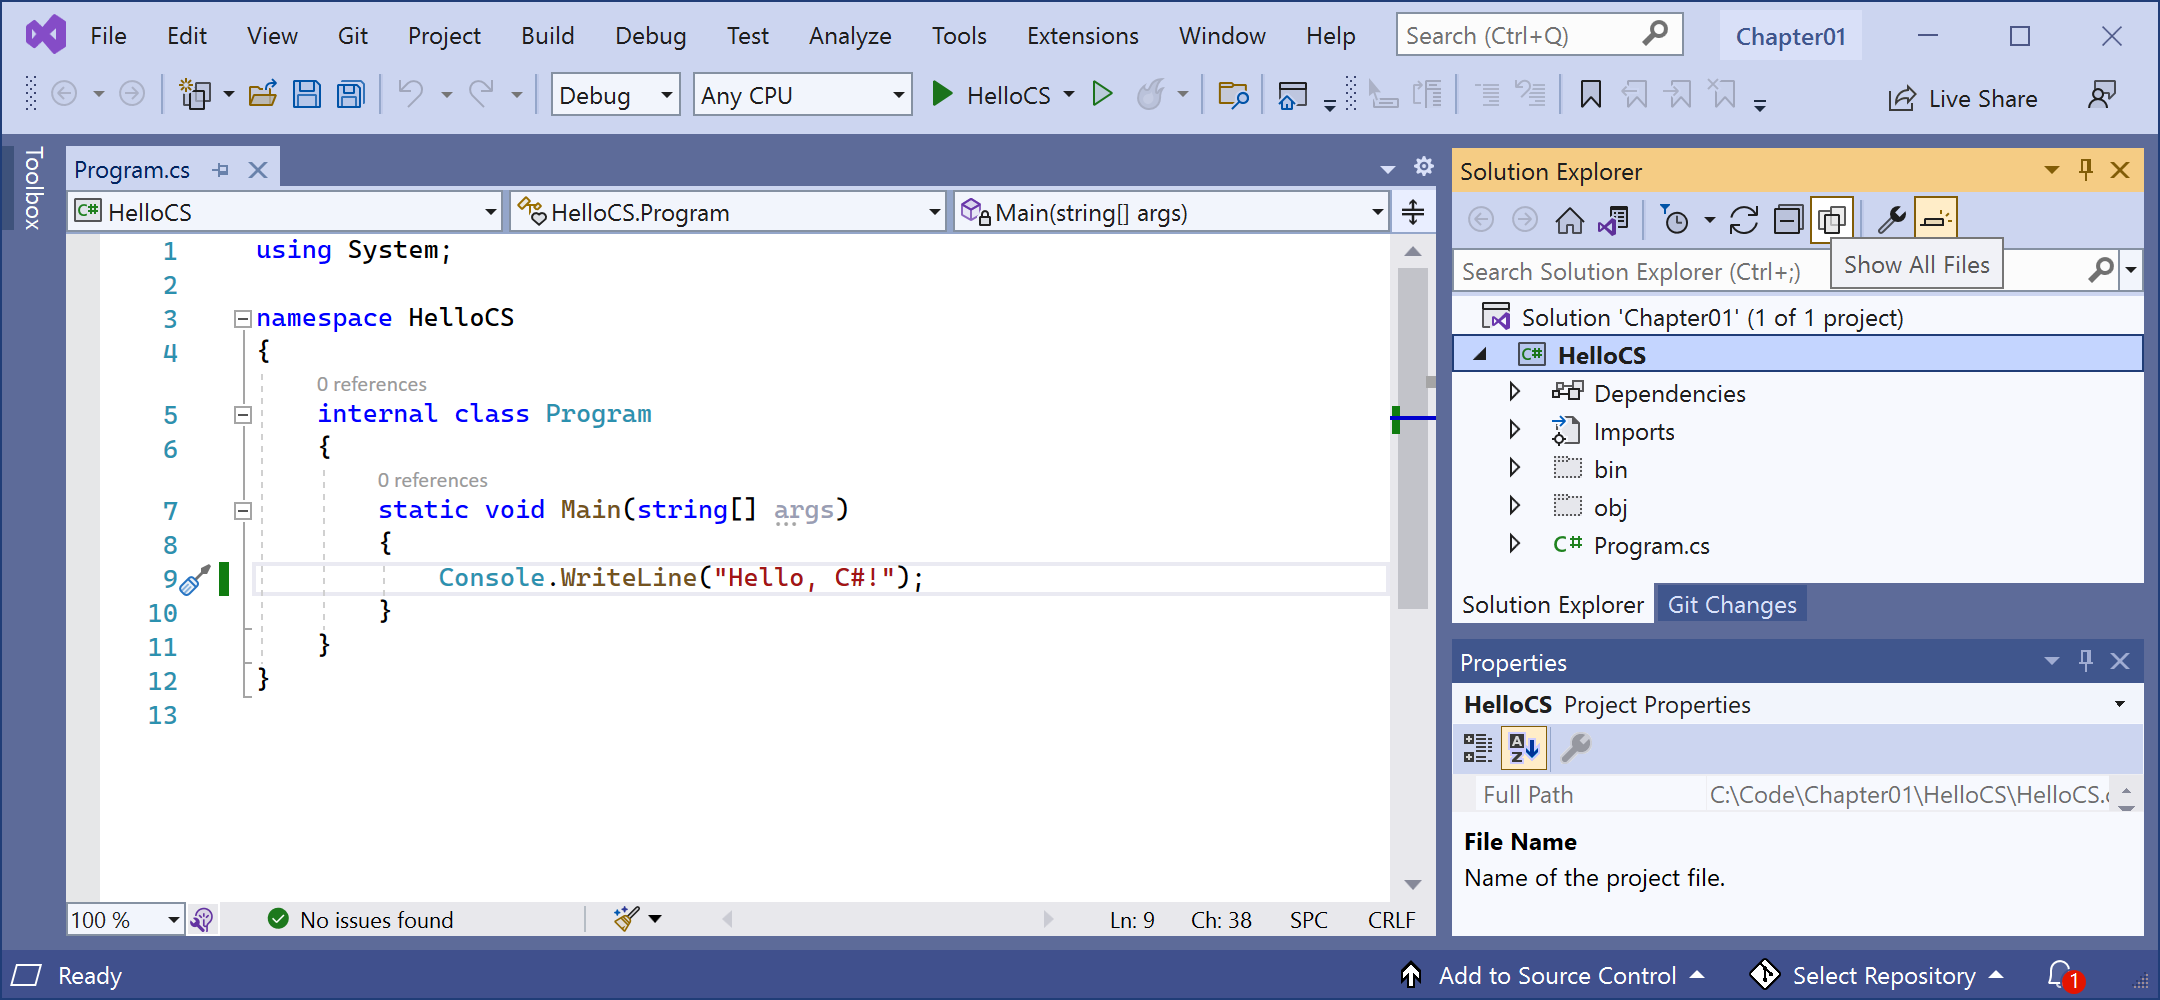 File Edit View Git Project Build Debug Test Analyze Tools Extensions Window Help Search (Ctrl+Q) Chapter01
Debug Any CPU HelloCS Live Share
Toolbox
Program.cs
HelloCS HelloCS.Program Main(string[] args)
1 using System;
2
3 namespace HelloCS
4 {
0 references
5 internal class Program
6 {
0 references
7 static void Main(string[] args)
8 {
9 Console.WriteLine("Hello, C#!");
10 }
11 }
12 }
13
100 % No issues found Ln: 9 Ch: 38 SPC CRLF
Solution Explorer
Show All Files
Search Solution Explorer (Ctrl+;)
Solution 'Chapter01' (1 of 1 project)
C# HelloCS
Dependencies
Imports
bin
obj
C# Program.cs
Solution Explorer Git Changes
Properties
HelloCS Project Properties
Full Path C:\Code\Chapter01\HelloCS\HelloCS.c
File Name
Name of the project file.
Ready Add to Source Control Select Repository 1